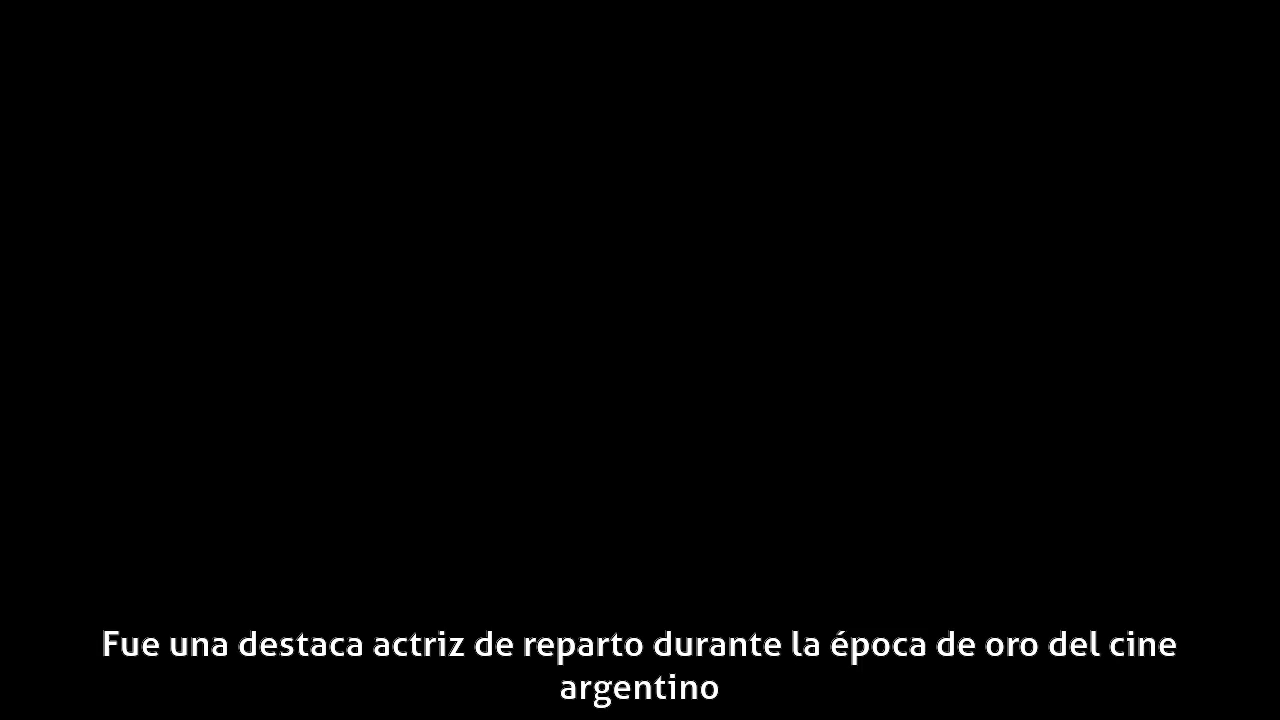 Fue una destaca actriz de reparto durante la época de oro del cine
argentino